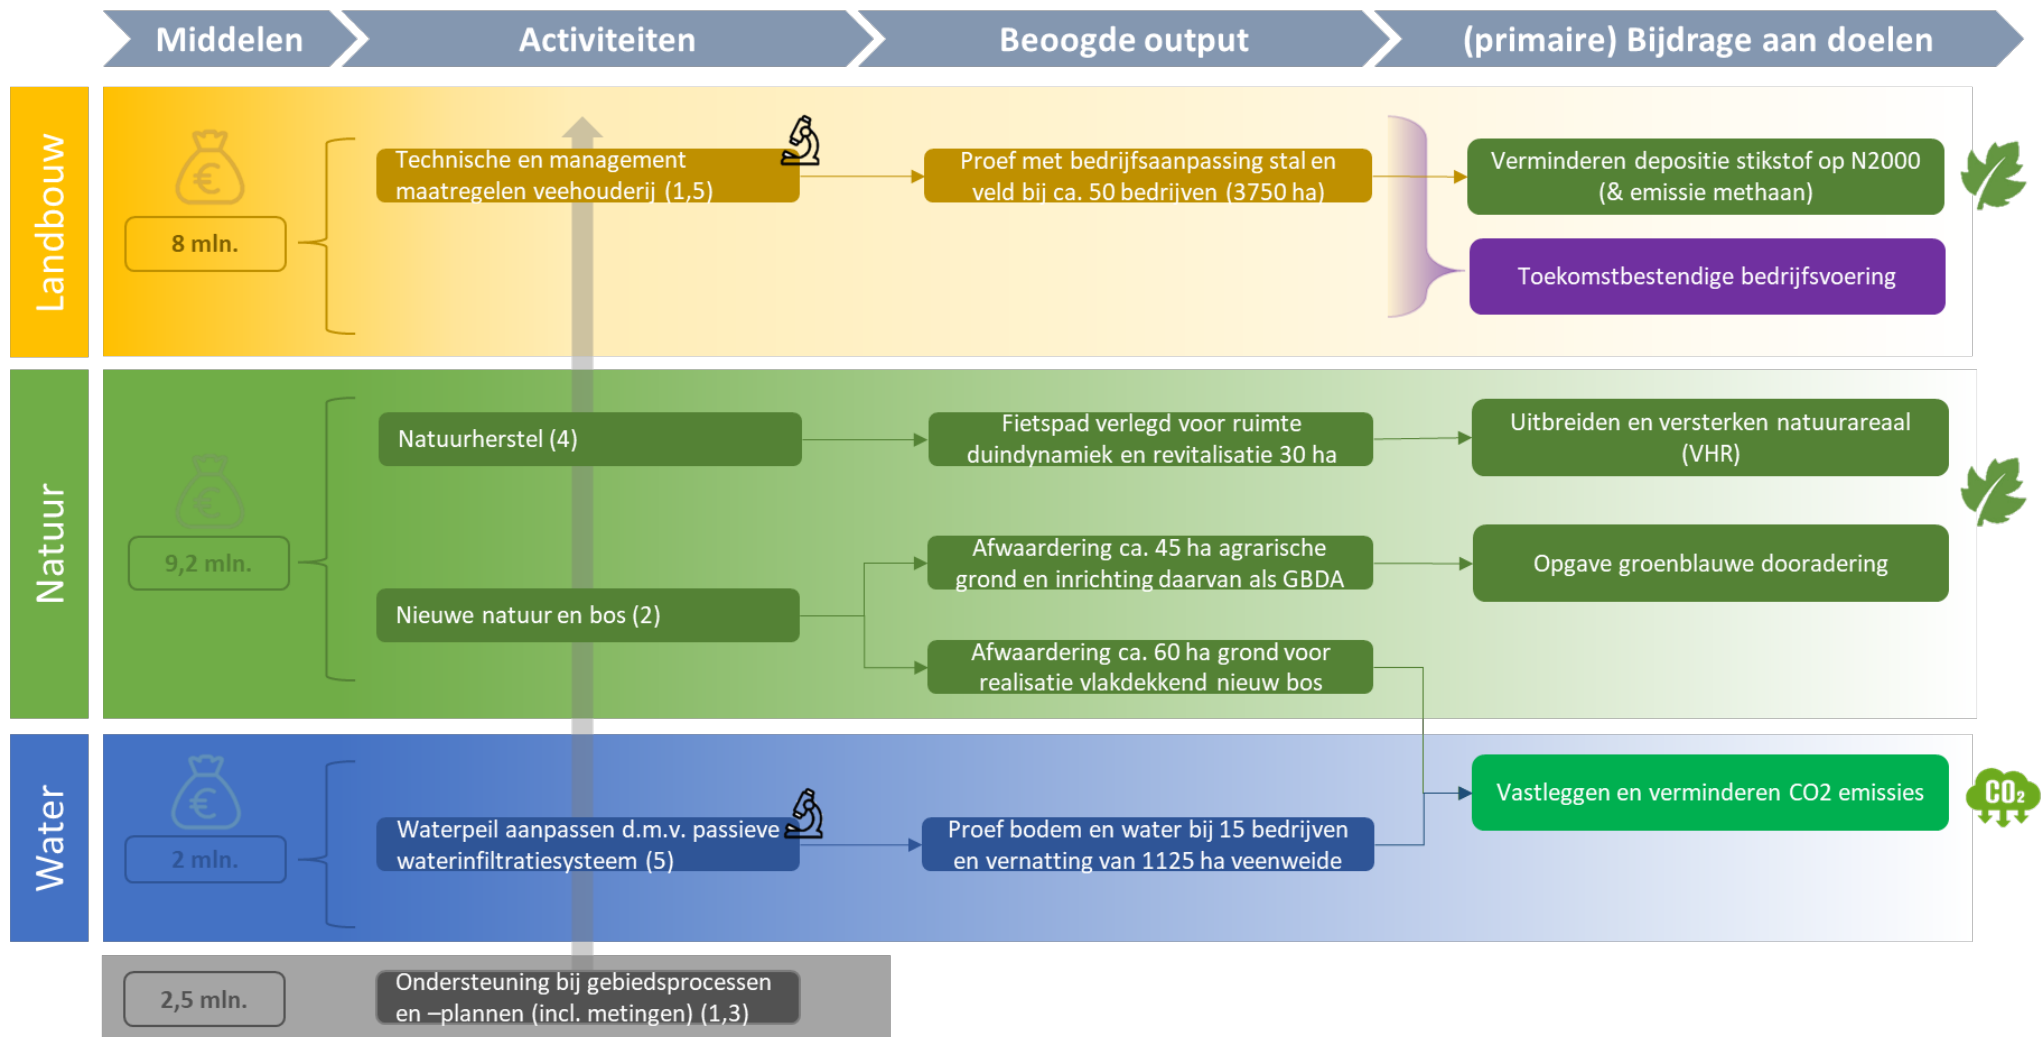 Middelen
Activiteiten
Beoogde output
(primaire) Bijdrage aan doelen
Landbouw
€
8 mln.
Technische en management
maatregelen veehouderij (1,5)
Proef met bedrijfsaanpassing stal en
veld bij ca. 50 bedrijven (3750 ha)
Verminderen depositie stikstof op N2000
(& emissie methaan)
Toekomstbestendige bedrijfsvoering
Natuur
€
9,2 mln.
Natuurherstel (4)
Fietspad verlegd voor ruimte
duindynamiek en revitalisatie 30 ha
Uitbreiden en versterken natuurareaal
(VHR)
Nieuwe natuur en bos (2)
Afwaardering ca. 45 ha agrarische
grond en inrichting daarvan als GBDA
Opgave groenblauwe dooradering
Afwaardering ca. 60 ha grond voor
realisatie vlakdekkend nieuw bos
Water
€
2 mln.
Waterpeil aanpassen d.m.v. passieve
waterinfiltratiesysteem (5)
Proef bodem en water bij 15 bedrijven
en vernatting van 1125 ha veenweide
Vastleggen en verminderen CO2 emissies
CO2
2,5 mln.
Ondersteuning bij gebiedsprocessen
en –plannen (incl. metingen) (1,3)